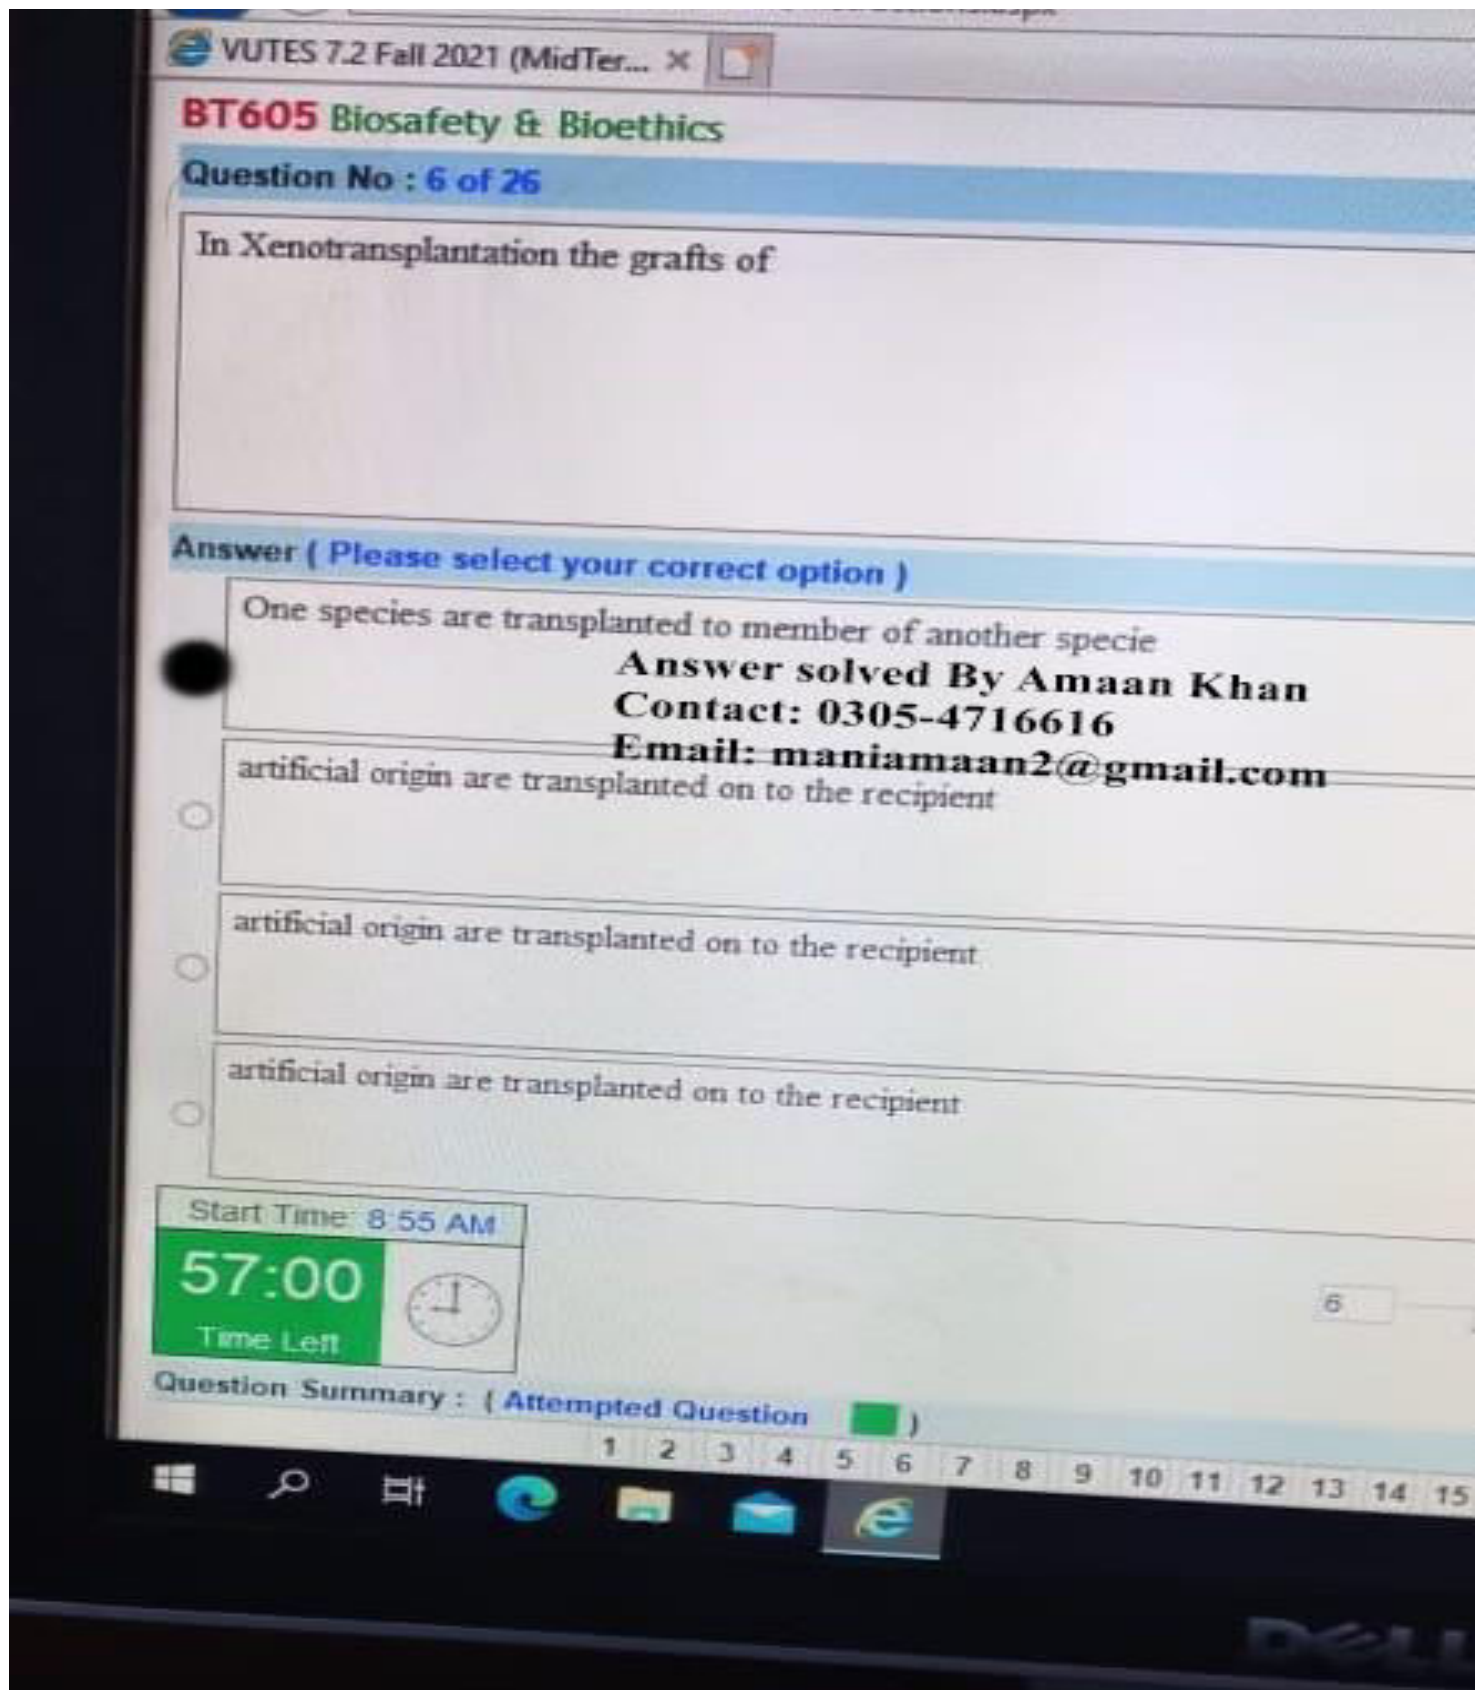 VUTES 7.2 Fall 2021 (MidTer...
BT605 Biosafety & Bioethics
Question No : 6 of 26
In Xenotransplantation the grafts of
Answer ( Please select your correct option )
One species are transplanted to member of another specie
Answer solved By Amaan Khan
Contact: 0305-4716616
Email: maniamaan2@gmail.com
artificial origin are transplanted on to the recipient
artificial origin are transplanted on to the recipient
artificial origin are transplanted on to the recipient
Start Time: 8:55 AM
57:00
Time Left
6
Question Summary : ( Attempted Question )
1 2 3 4 5 6 7 8 9 10 11 12 13 14 15
DELL